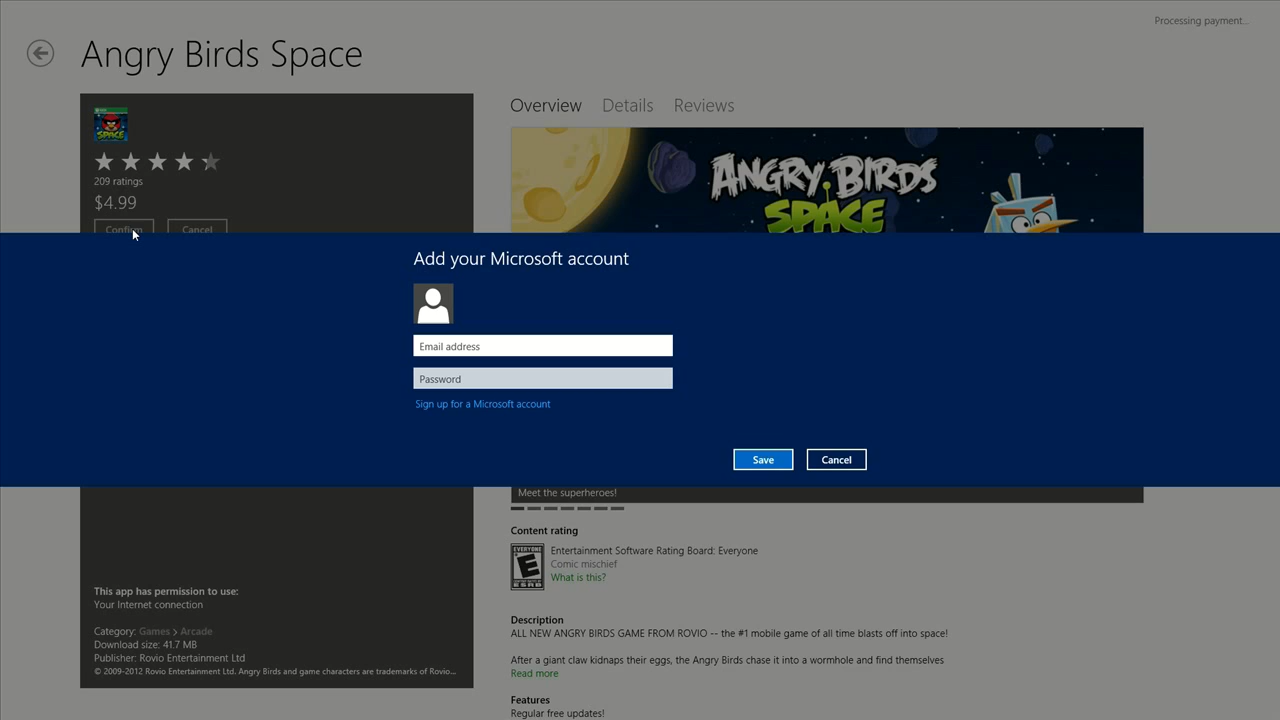 Processing payment...
Angry Birds Space
SPACE
209 ratings
$4.99
Confirm
Cancel
Overview
Details
Reviews
ANGRY BIRDS
SPACE
Add your Microsoft account
Email address
Password
Sign up for a Microsoft account
Save
Cancel
Meet the superheroes!
Content rating
EVERYONE
E
ESRB
Entertainment Software Rating Board: Everyone
Comic mischief
What is this?
This app has permission to use:
Your Internet connection
Category: Games > Arcade
Download size: 41.7 MB
Publisher: Rovio Entertainment Ltd
© 2009-2012 Rovio Entertainment Ltd. Angry Birds and game characters are trademarks of Rovio...
Description
ALL NEW ANGRY BIRDS GAME FROM ROVIO -- the #1 mobile game of all time blasts off into space!
After a giant claw kidnaps their eggs, the Angry Birds chase it into a wormhole and find themselves
Read more
Features
Regular free updates!